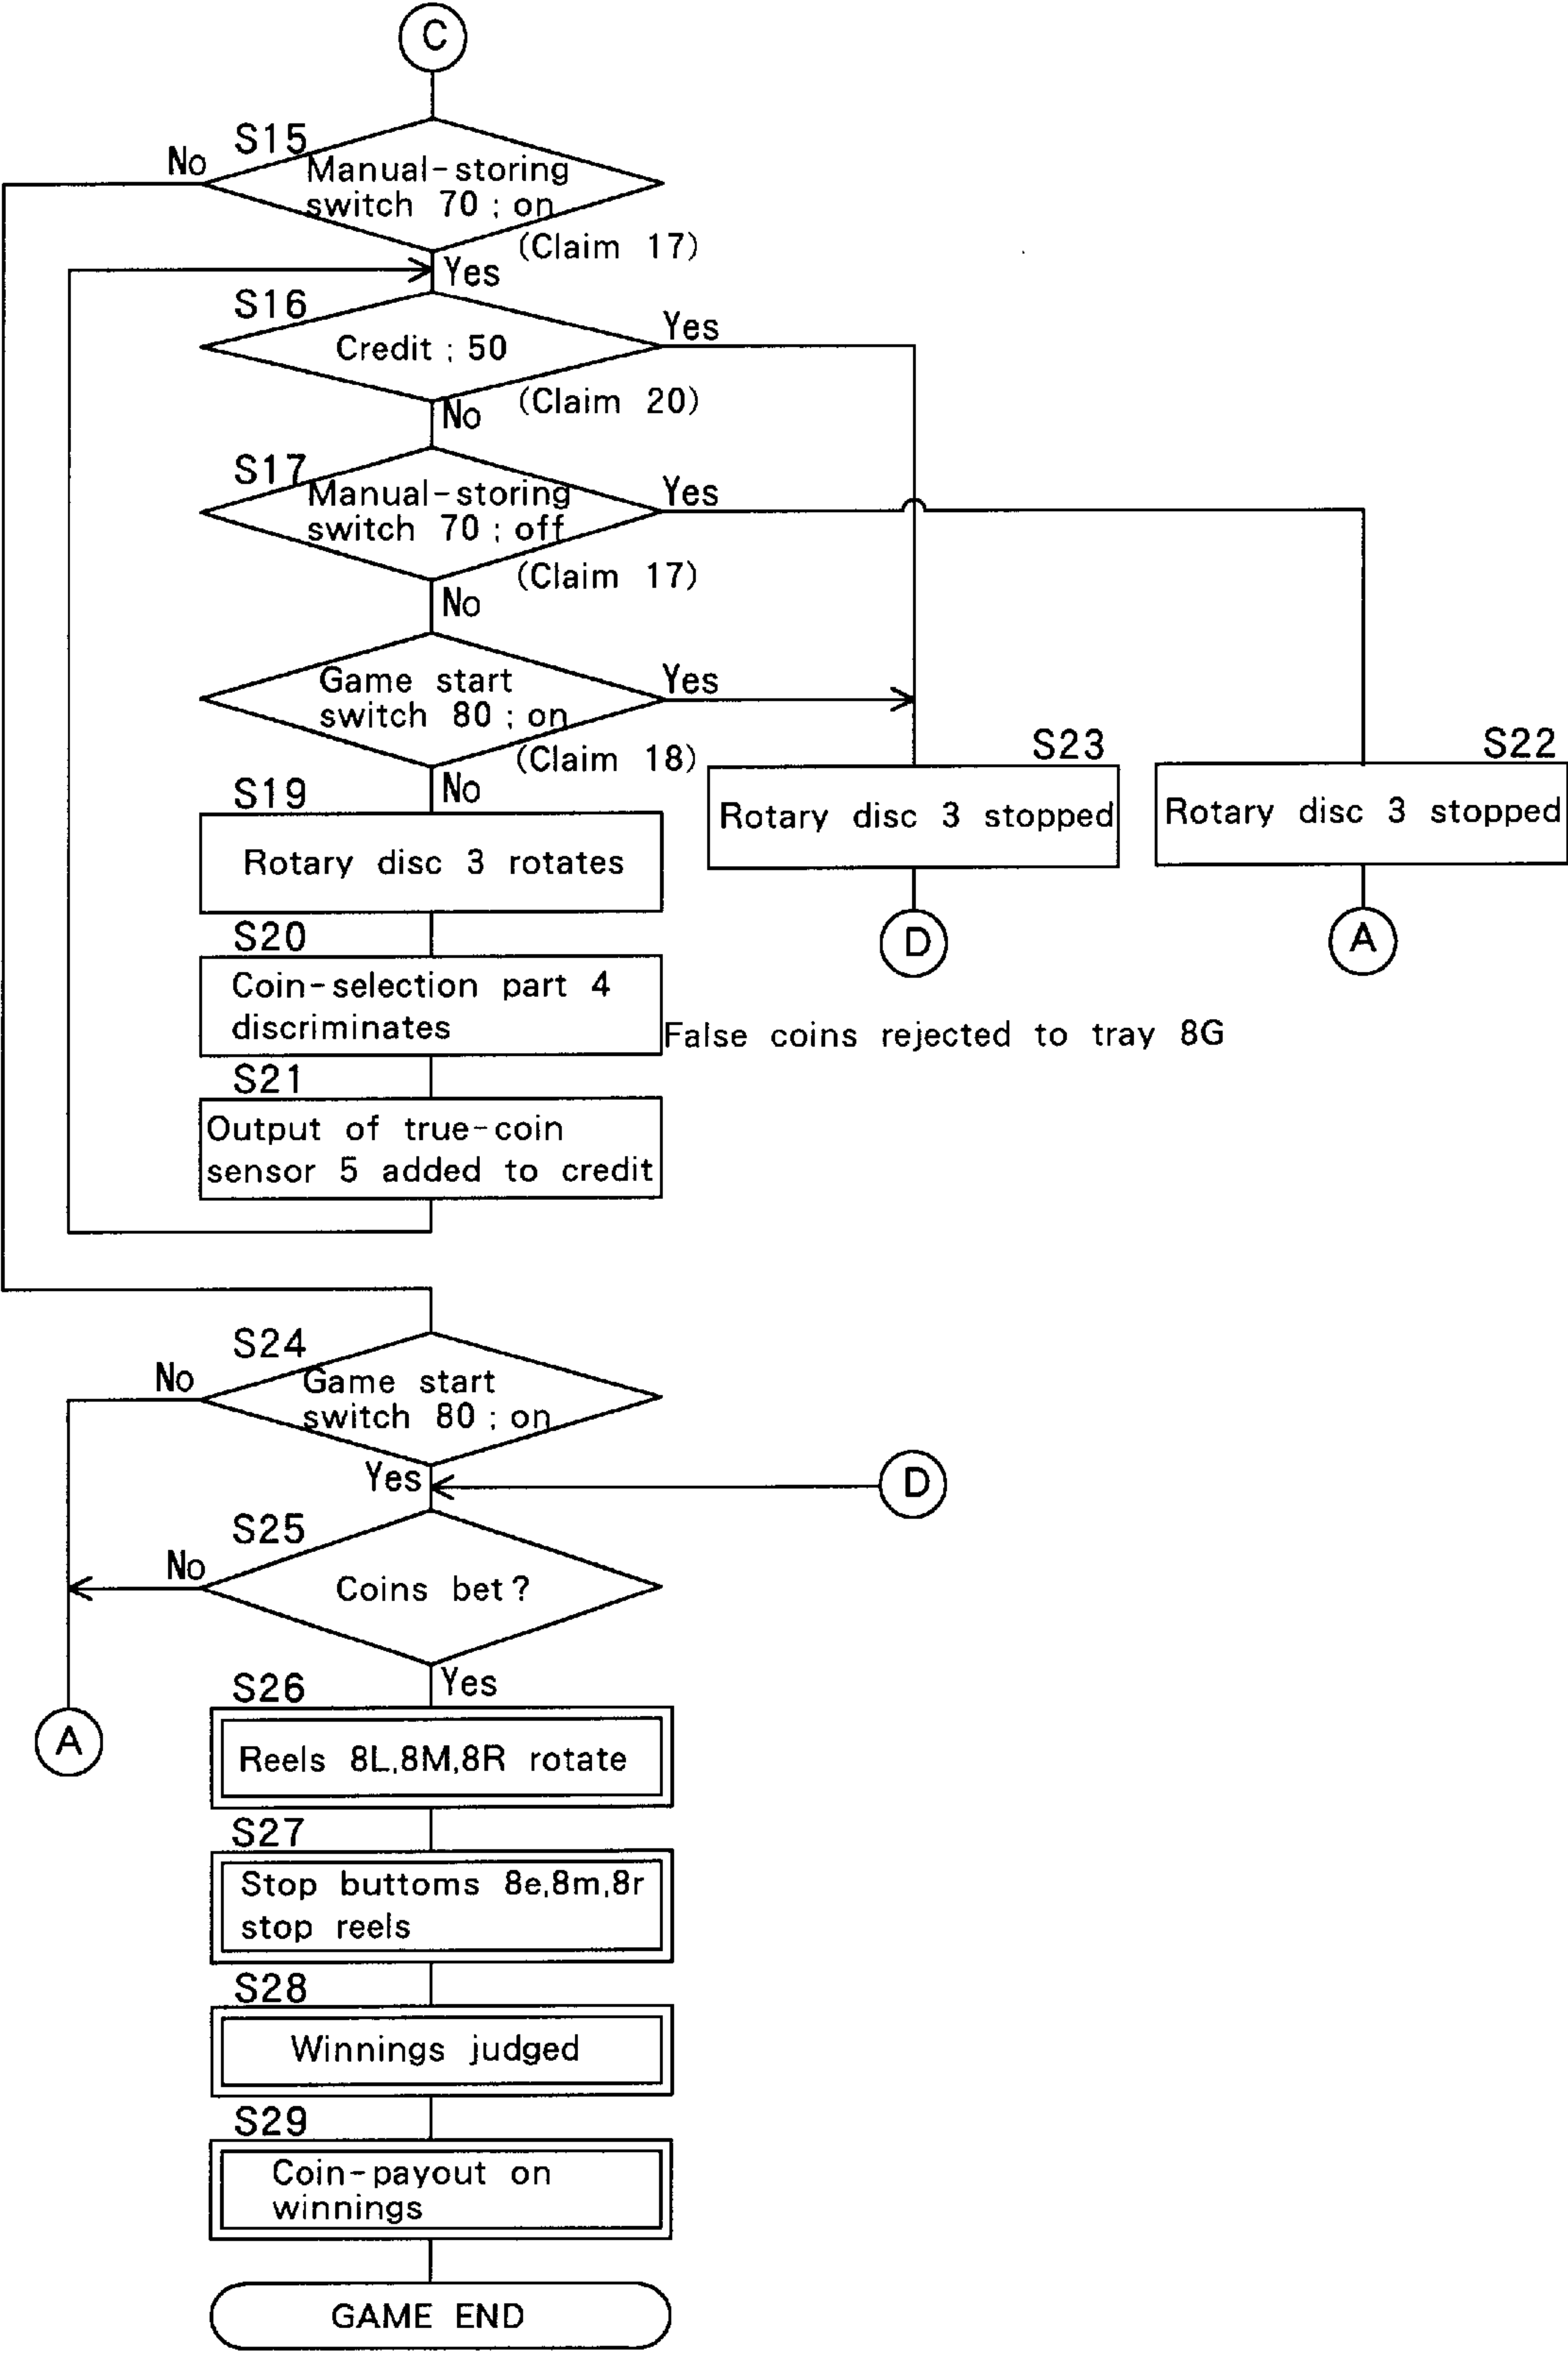 C
S15
No
Manual-storing
switch 70 ; on
(Claim 17)
Yes
S16
Yes
Credit ; 50
(Claim 20)
No
S17
Manual-storing
switch 70 ; off
Yes
(Claim 17)
No
Game start
switch 80 ; on
Yes
(Claim 18)
No
S23
S22
S19
Rotary disc 3 rotates
Rotary disc 3 stopped
Rotary disc 3 stopped
D
A
S20
Coin-selection part 4
discriminates
False coins rejected to tray 8G
S21
Output of true-coin
sensor 5 added to credit
S24
No
Game start
switch 80 ; on
Yes
D
S25
No
Coins bet?
Yes
S26
A
Reels 8L,8M,8R rotate
S27
Stop buttoms 8e,8m,8r
stop reels
S28
Winnings judged
S29
Coin-payout on
winnings
GAME END